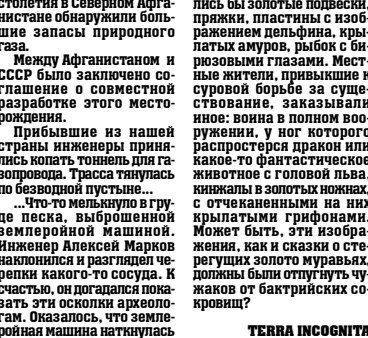 столетия в Северном Афга-
нистане обнаружили боль-
шие запасы природного
газа.
Между Афганистаном и
СССР было заключено со-
глашение о совместной
разработке этого место-
рождения.
Прибывшие из нашей
страны инженеры приня-
лись копать тоннель для га-
зопровода. Трасса тянулась
по безводной пустыне...
...Что-то мелькнуло в гру-
де песка, выброшенной
землеройной машиной.
Инженер Алексей Марков
наклонился и разглядел че-
репки какого-то сосуда. К
счастью, он догадался пока-
зать эти осколки археоло-
гам. Оказалось, что земле-
ройная машина наткнулась
лись бы золотые подвески,
пряжки, пластины с изоб-
ражением дельфина, кры-
латых амуров, рыбок с би-
рюзовыми глазами. Мест-
ные жители, привыкшие к
суровой борьбе за суще-
ствование, заказывали
иное: воина в полном воо-
ружении, у ног которого
распростерся дракон или
какое-то фантастическое
животное с головой льва,
кинжалы в золотых ножнах,
с отчеканенными на них
крылатыми грифонами.
Может быть, эти изобра-
жения, как и сказки о сте-
регущих золото муравьях,
должны были отпугнуть чу-
жаков от бактрийских со-
кровищ?
TERRA INCOGNITA